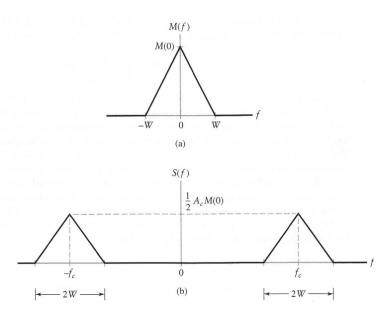 M(f)
M(0)
f
−W 0 W
(a)
S(f)
½ A_c M(0)
f
−f_c 0 f_c
2W 2W
(b)